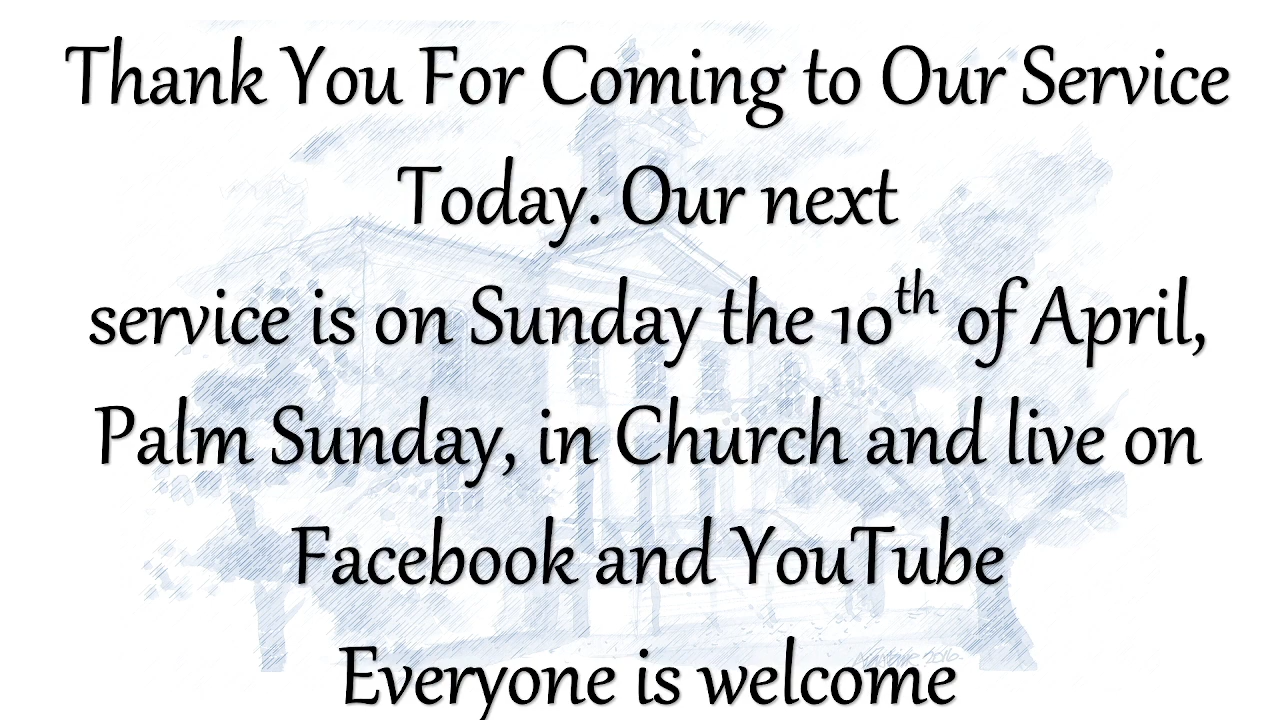 Thank You For Coming to Our Service
Today. Our next
service is on Sunday the 10th of April,
Palm Sunday, in Church and live on
Facebook and YouTube
Everyone is welcome
2016